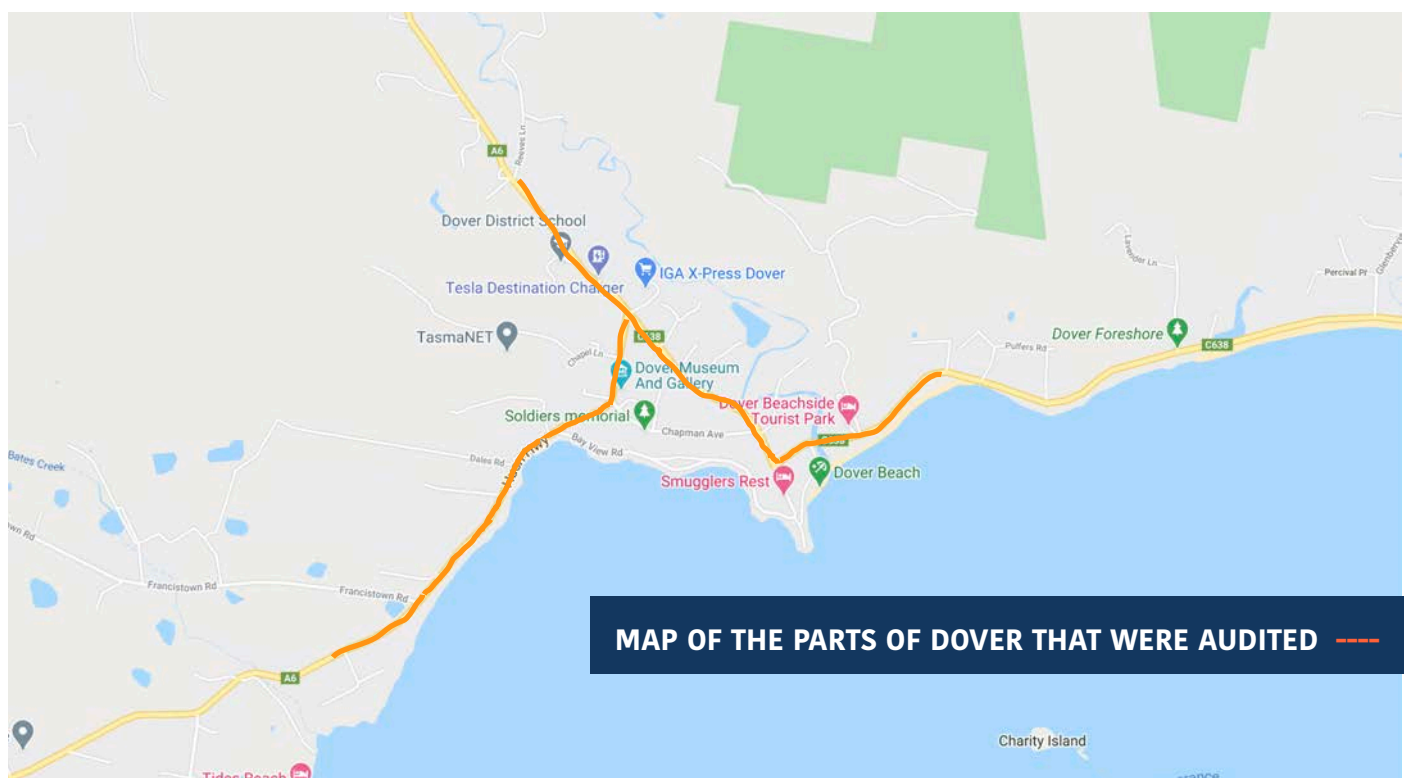 A6
Reeves Ln
Dover District School
IGA X-Press Dover
Tesla Destination Charger
Lavender Ln
Percival Pl
TasmaNET
C638
Dover Foreshore
Pulfers Rd
C638
Chapel Ln
Dover Museum
And Gallery
Dover Beachside
Tourist Park
Soldiers memorial
Chapman Ave
Bay View Rd
Hwy
Dales Rd
Bates Creek
Smugglers Rest
Dover Beach
Rd
Francistown Rd
Francistown Rd
MAP OF THE PARTS OF DOVER THAT WERE AUDITED ----
A6
Charity Island